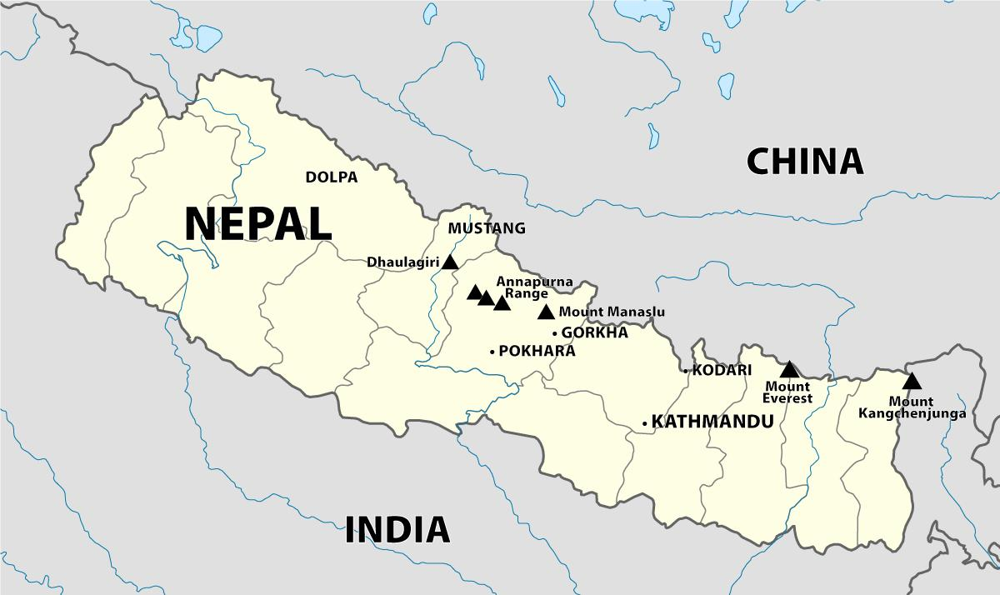 CHINA
DOLPA
NEPAL
MUSTANG
Dhaulagiri
Annapurna
Range
Mount Manaslu
GORKHA
POKHARA
KODARI
Mount
Everest
Mount
Kangchenjunga
KATHMANDU
INDIA